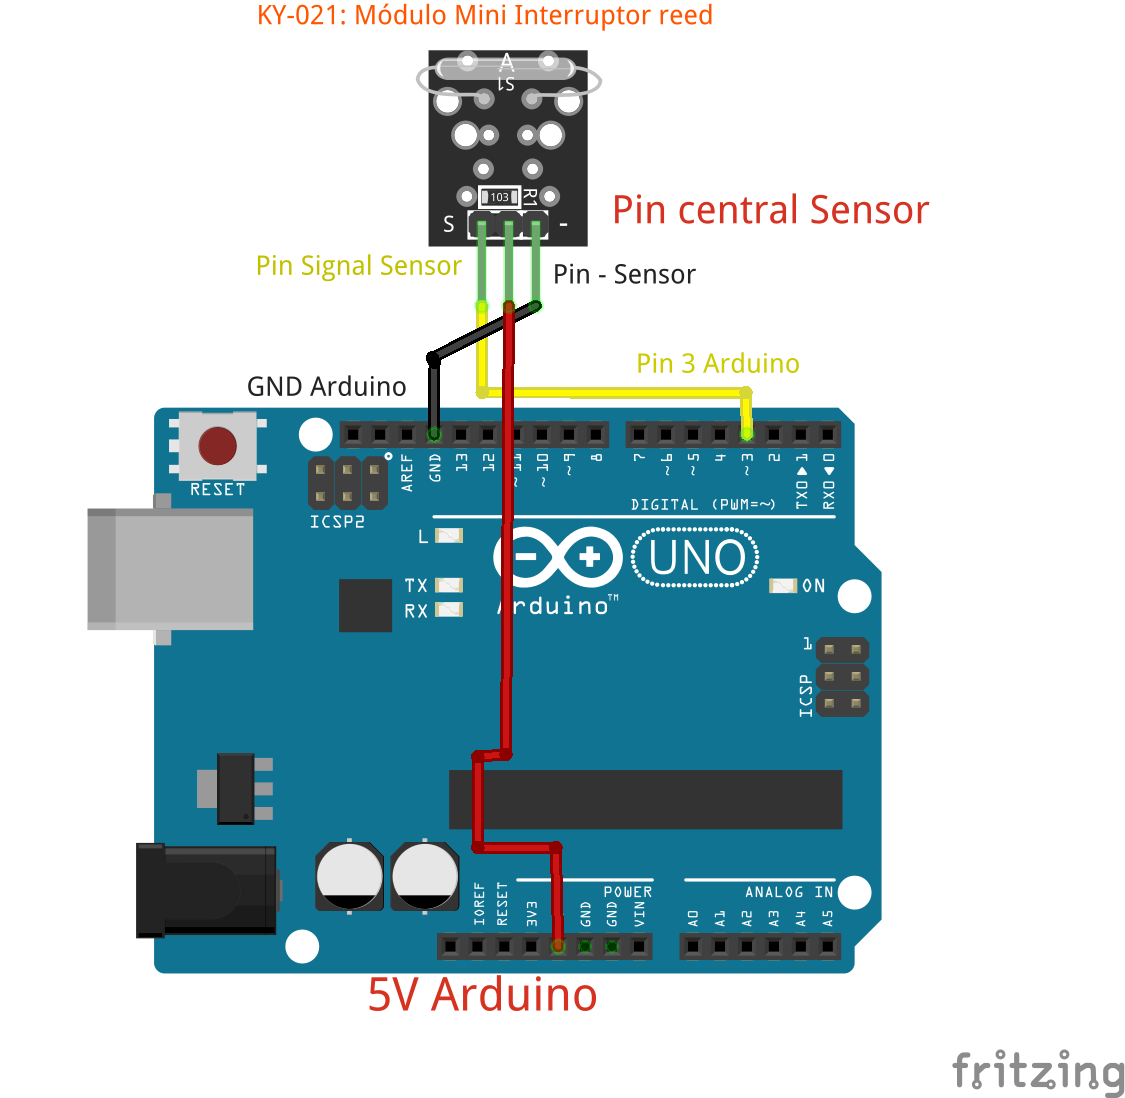 KY-021: Módulo Mini Interruptor reed
A
S1
103
R1
S
-
Pin central Sensor
Pin Signal Sensor
Pin - Sensor
Pin 3 Arduino
GND Arduino
RESET
ICSP2
AREF
GND
13
12
~11
~10
~9
8
7
~6
~5
4
~3
2
TX0 1
RX0 0
DIGITAL (PWM=~)
L
TX
RX
UNO
Arduino™
ON
1
ICSP
IOREF
RESET
3V3
GND
GND
VIN
POWER
ANALOG IN
A0
A1
A2
A3
A4
A5
5V Arduino
fritzing